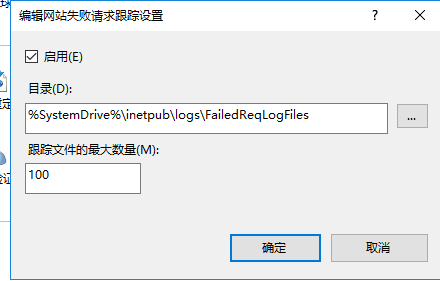 编辑网站失败请求跟踪设置
?
启用(E)
目录(D):
%SystemDrive%\inetpub\logs\FailedReqLogFiles
...
跟踪文件的最大数量(M):
100
确定
取消